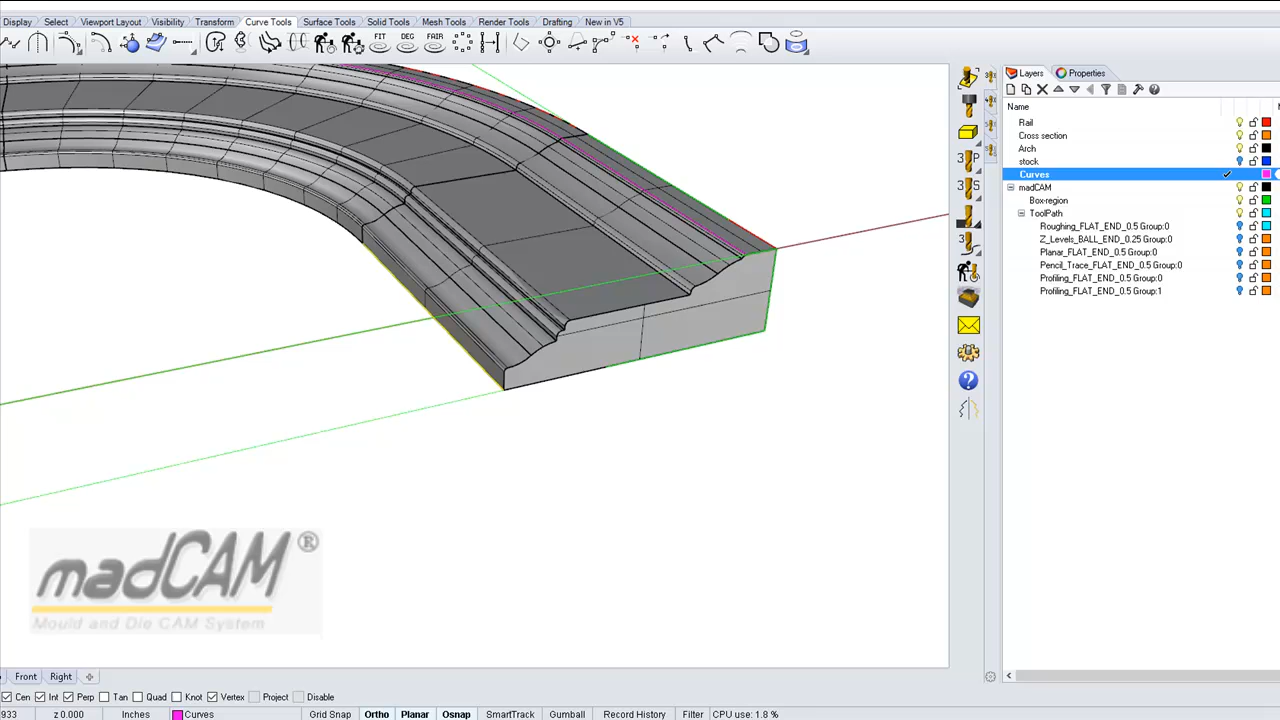 Display Select Viewport Layout Visibility Transform Curve Tools Surface Tools Solid Tools Mesh Tools Render Tools Drafting New in V5
FIT DEG FAIR
Layers Properties
Name
Rail
Cross section
Arch
stock
Curves
madCAM
Box-region
ToolPath
Roughing_FLAT_END_0.5 Group:0
Z_Levels_BALL_END_0.25 Group:0
Planar_FLAT_END_0.5 Group:0
Pencil_Trace_FLAT_END_0.5 Group:0
Profiling_FLAT_END_0.5 Group:0
Profiling_FLAT_END_0.5 Group:1
madCAM ®
Mould and Die CAM System
Front Right
Cen Int Perp Tan Quad Knot Vertex Project Disable
933 z 0.000 Inches Curves Grid Snap Ortho Planar Osnap SmartTrack Gumball Record History Filter CPU use: 1.8 %